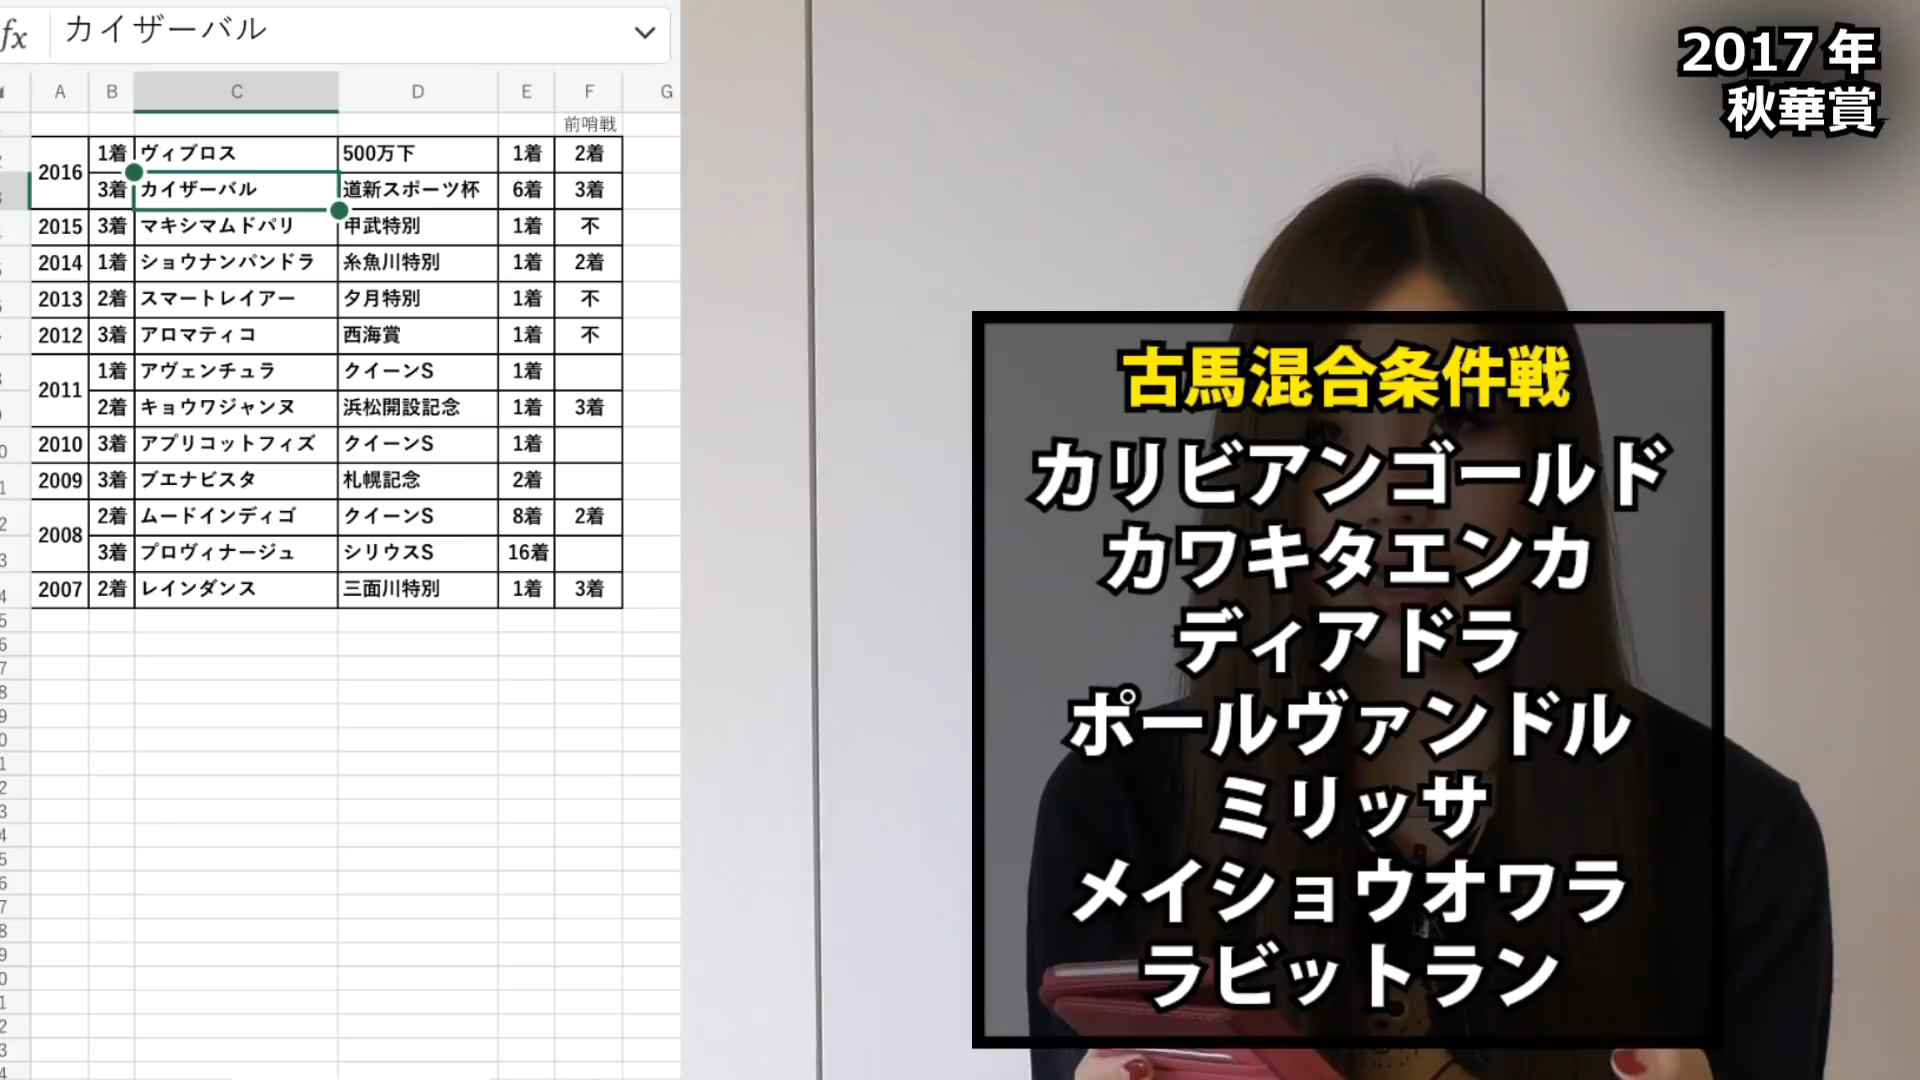 fx カイザーバル
A B C D E F G
前哨戦
2016 1着 ヴィブロス 500万下 1着 2着
3着 カイザーバル 道新スポーツ杯 6着 3着
2015 3着 マキシマムドパリ 甲武特別 1着 不
2014 1着 ショウナンパンドラ 糸魚川特別 1着 2着
2013 2着 スマートレイアー 夕月特別 1着 不
2012 3着 アロマティコ 西海賞 1着 不
2011 1着 アヴェンチュラ クイーンS 1着
2着 キョウワジャンヌ 浜松開設記念 1着 3着
2010 3着 アプリコットフィズ クイーンS 1着
2009 3着 ブエナビスタ 札幌記念 2着
2008 2着 ムードインディゴ クイーンS 8着 2着
3着 プロヴィナージュ シリウスS 16着
2007 2着 レインダンス 三面川特別 1着 3着
2017年
秋華賞
古馬混合条件戦
カリビアンゴールド
カワキタエンカ
ディアドラ
ポールヴァンドル
ミリッサ
メイショウオワラ
ラビットラン